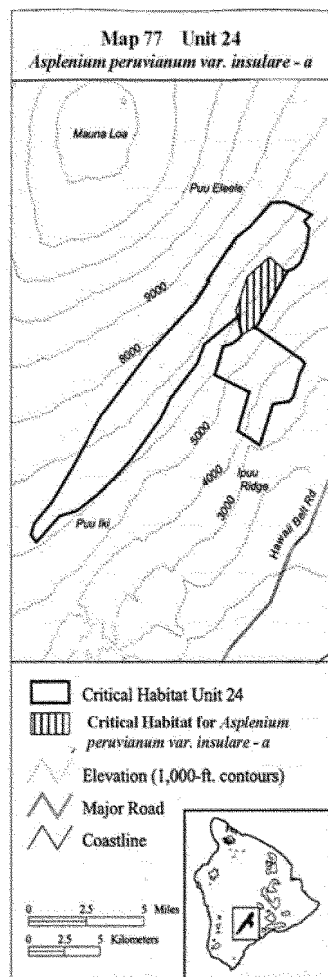 Map 77 Unit 24
Asplenium peruvianum var. insulare - a
Mauna Loa
Puu Eleele
9000
8000
5000
4000
3000
Ipuu
Ridge
Puu Iki
Hawaii Belt Rd
Critical Habitat Unit 24
Critical Habitat for Asplenium
peruvianum var. insulare - a
Elevation (1,000-ft. contours)
Major Road
Coastline
0 2.5 5 Miles
0 2.5 5 Kilometers